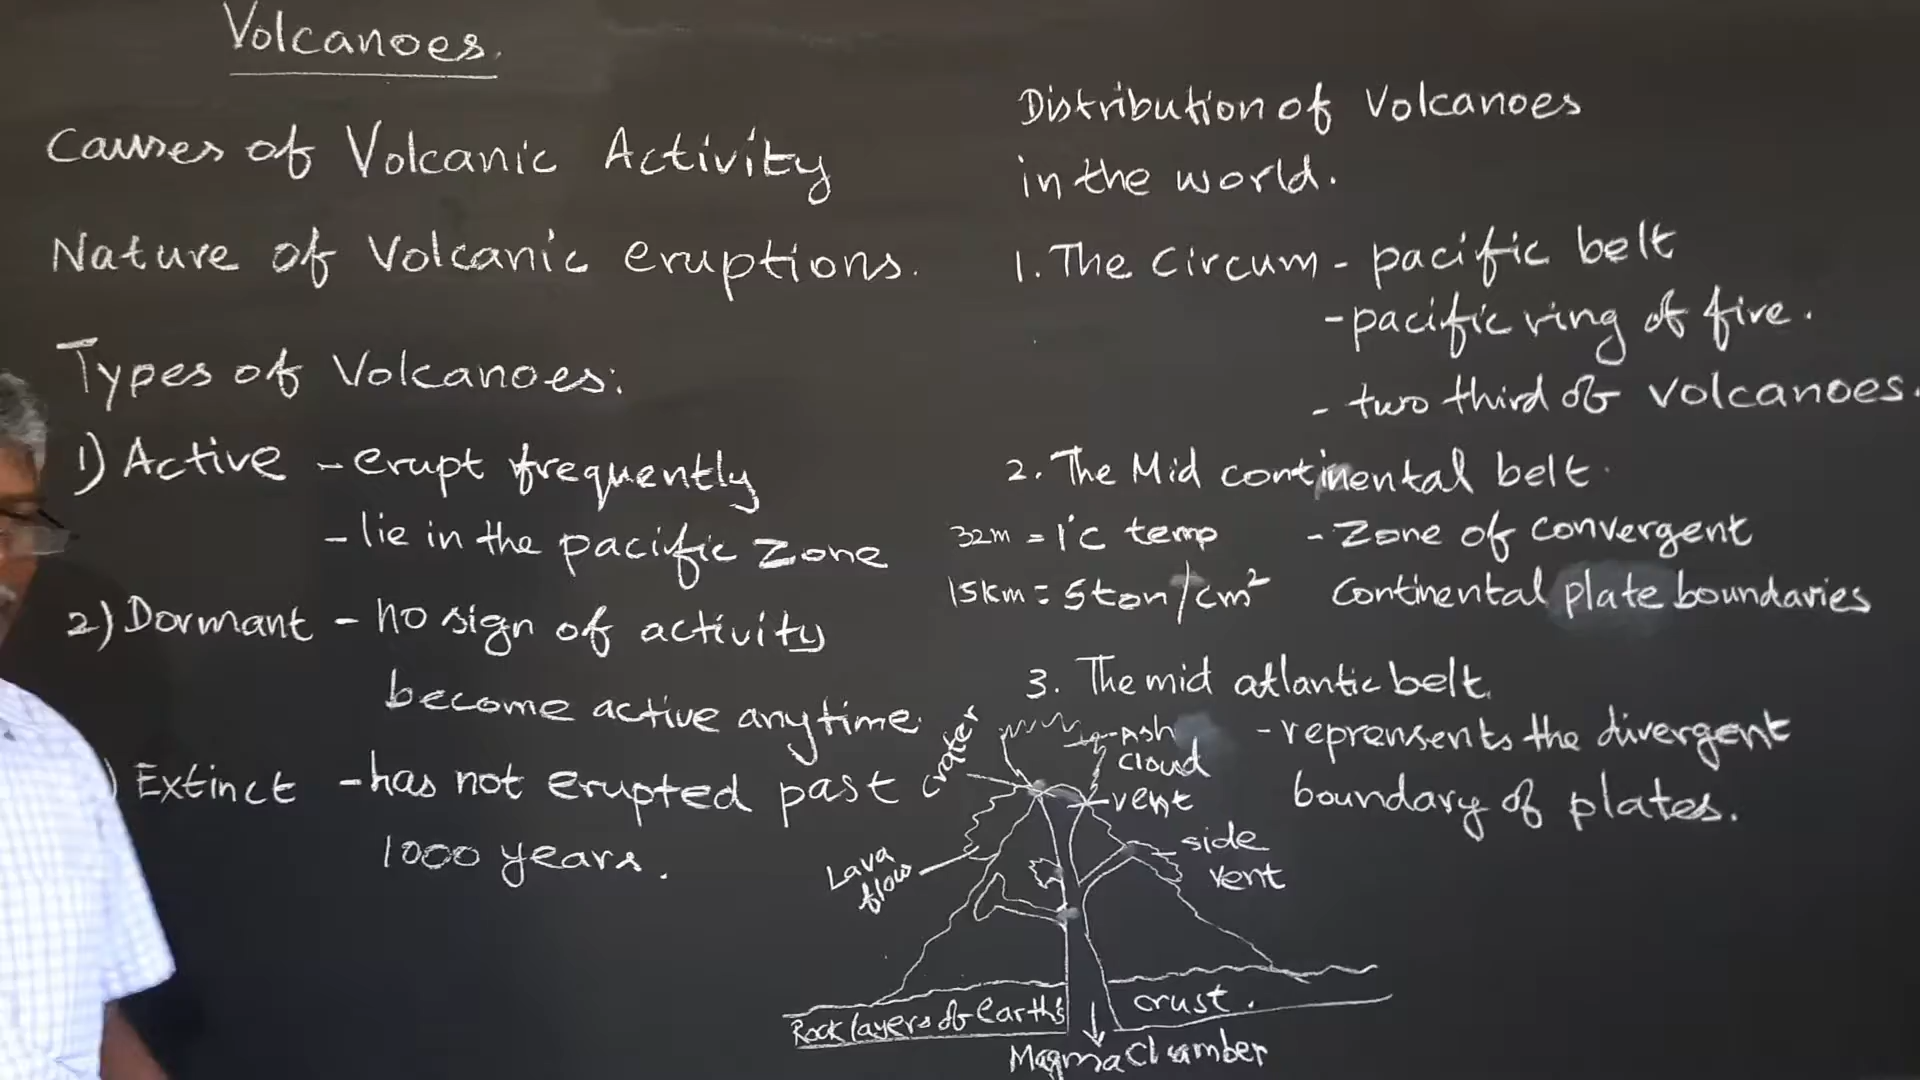 Volcanoes.
Causes of Volcanic Activity
Nature of Volcanic eruptions.
Types of Volcanoes:
1) Active - erupt frequently
- lie in the pacific zone
2) Dormant - no sign of activity
become active anytime.
) Extinct - has not erupted past
1000 years.
Distribution of Volcanoes
in the world.
1. The Circum - pacific belt
- pacific ring of fire.
- two third of volcanoes.
2. The Mid continental belt.
- Zone of convergent
continental plate boundaries
32m = 1°c temp
15km = 5ton/cm²
3. The mid atlantic belt.
- reprensents the divergent
boundary of plates.
crater
Ash
cloud
vent
side
vent
Lava
flow
Rock layers of Earth's
crust.
Magma Chamber